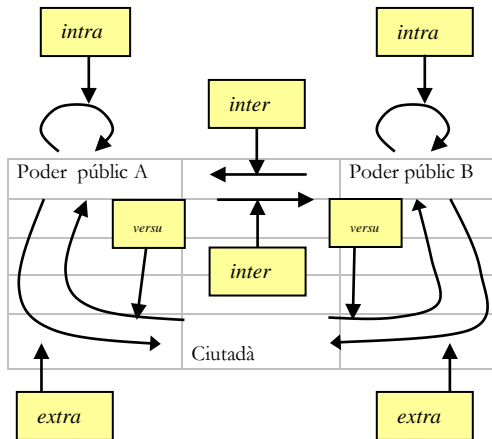 intra
intra
inter
Poder públic A
Poder públic B
versu
versu
inter
Ciutadà
extra
extra